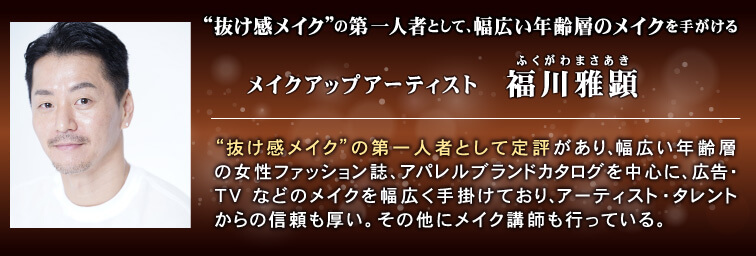 “抜け感メイク”の第一人者として、幅広い年齢層のメイクを手がける
ふくがわまさあき
メイクアップアーティスト 福川雅顕
“抜け感メイク”の第一人者として定評があり、幅広い年齢層
の女性ファッション誌、アパレルブランドカタログを中心に、広告・
TV などのメイクを幅広く手掛けており、アーティスト・タレント
からの信頼も厚い。その他にメイク講師も行っている。